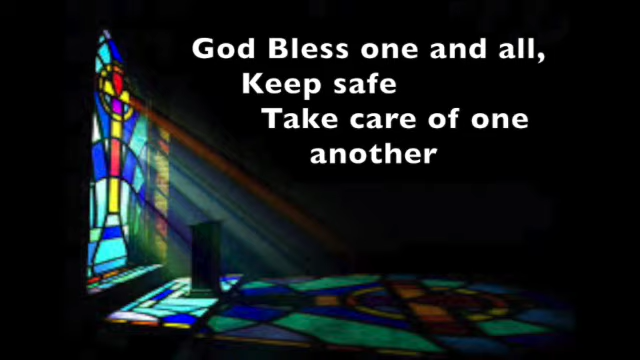 God Bless one and all,
Keep safe
Take care of one
another